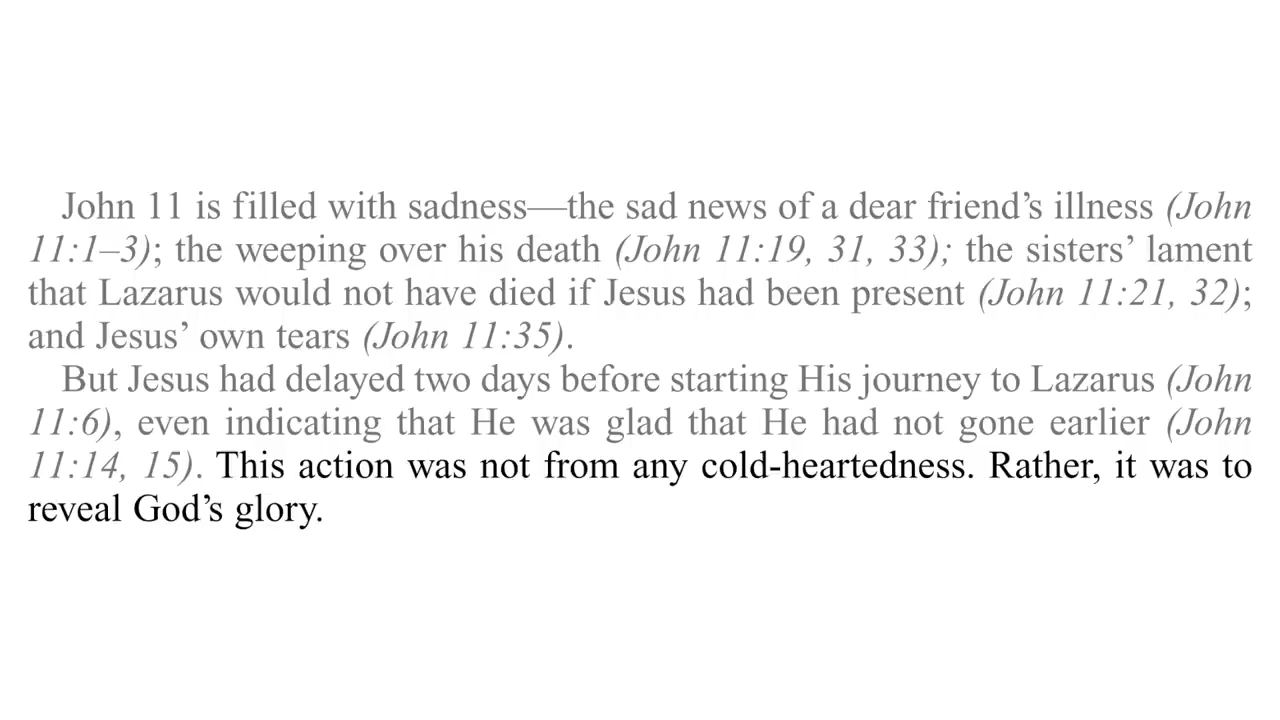 John 11 is filled with sadness—the sad news of a dear friend’s illness (John
11:1–3); the weeping over his death (John 11:19, 31, 33); the sisters’ lament
that Lazarus would not have died if Jesus had been present (John 11:21, 32);
and Jesus’ own tears (John 11:35).
But Jesus had delayed two days before starting His journey to Lazarus (John
11:6), even indicating that He was glad that He had not gone earlier (John
11:14, 15). This action was not from any cold-heartedness. Rather, it was to
reveal God’s glory.